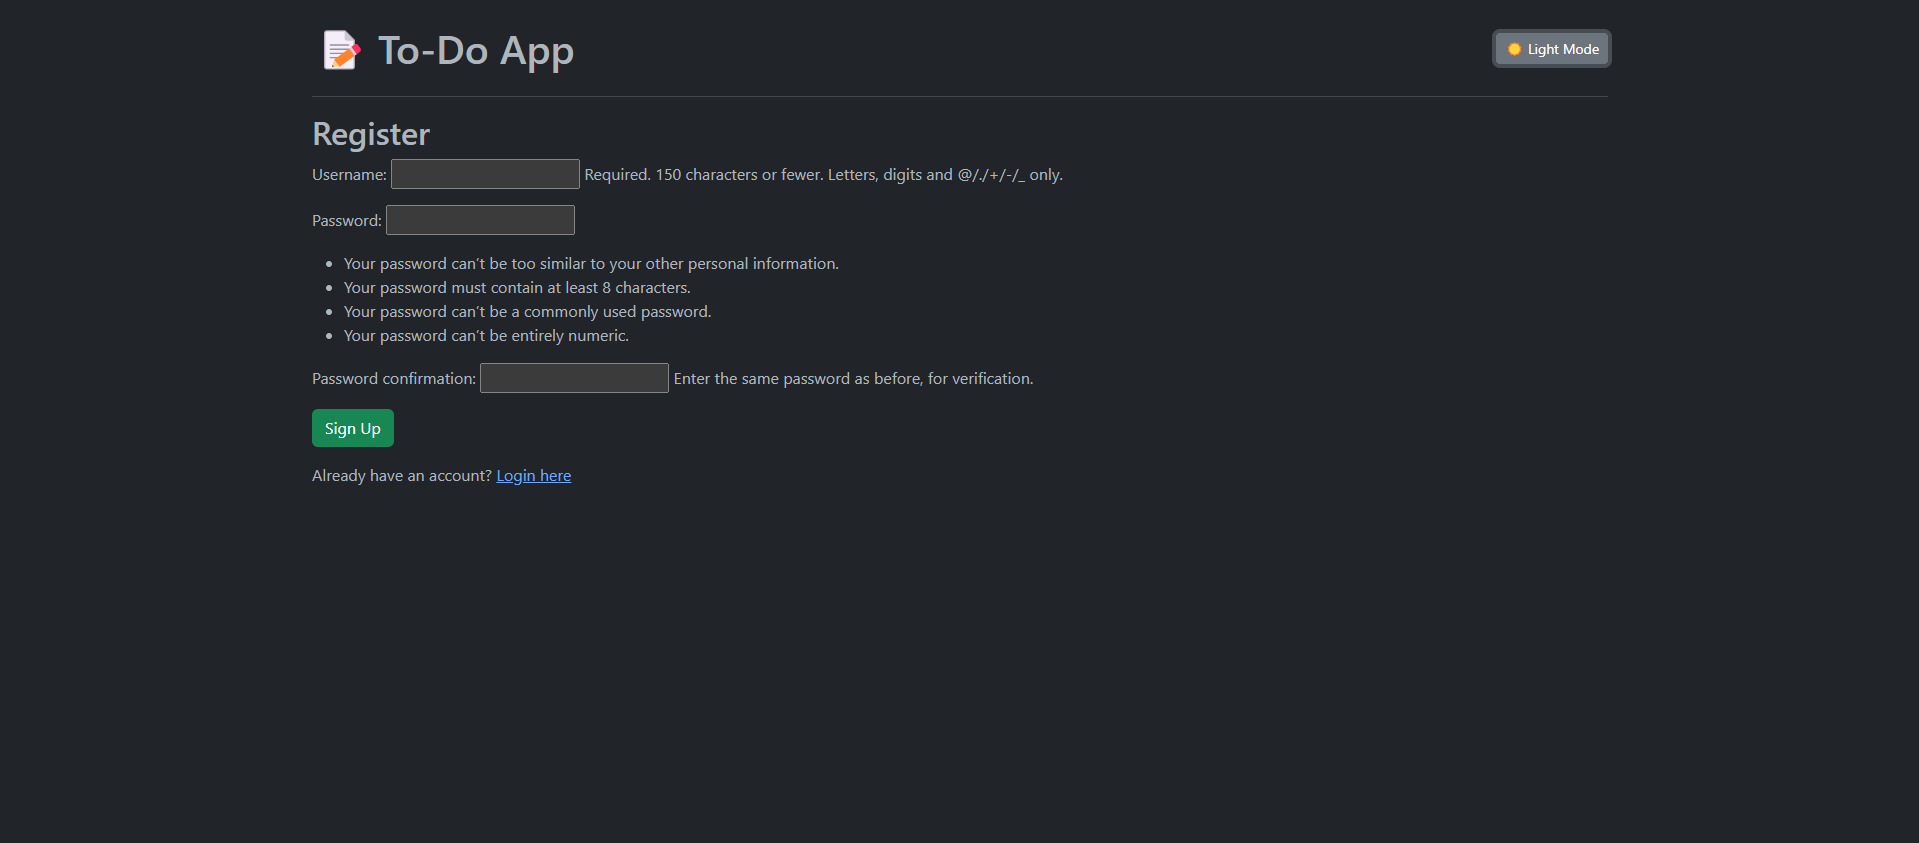 To-Do App
Light Mode
Register
Username: Required. 150 characters or fewer. Letters, digits and @/./+/-/_ only.
Password:
Your password can’t be too similar to your other personal information.
Your password must contain at least 8 characters.
Your password can’t be a commonly used password.
Your password can’t be entirely numeric.
Password confirmation: Enter the same password as before, for verification.
Sign Up
Already have an account? Login here